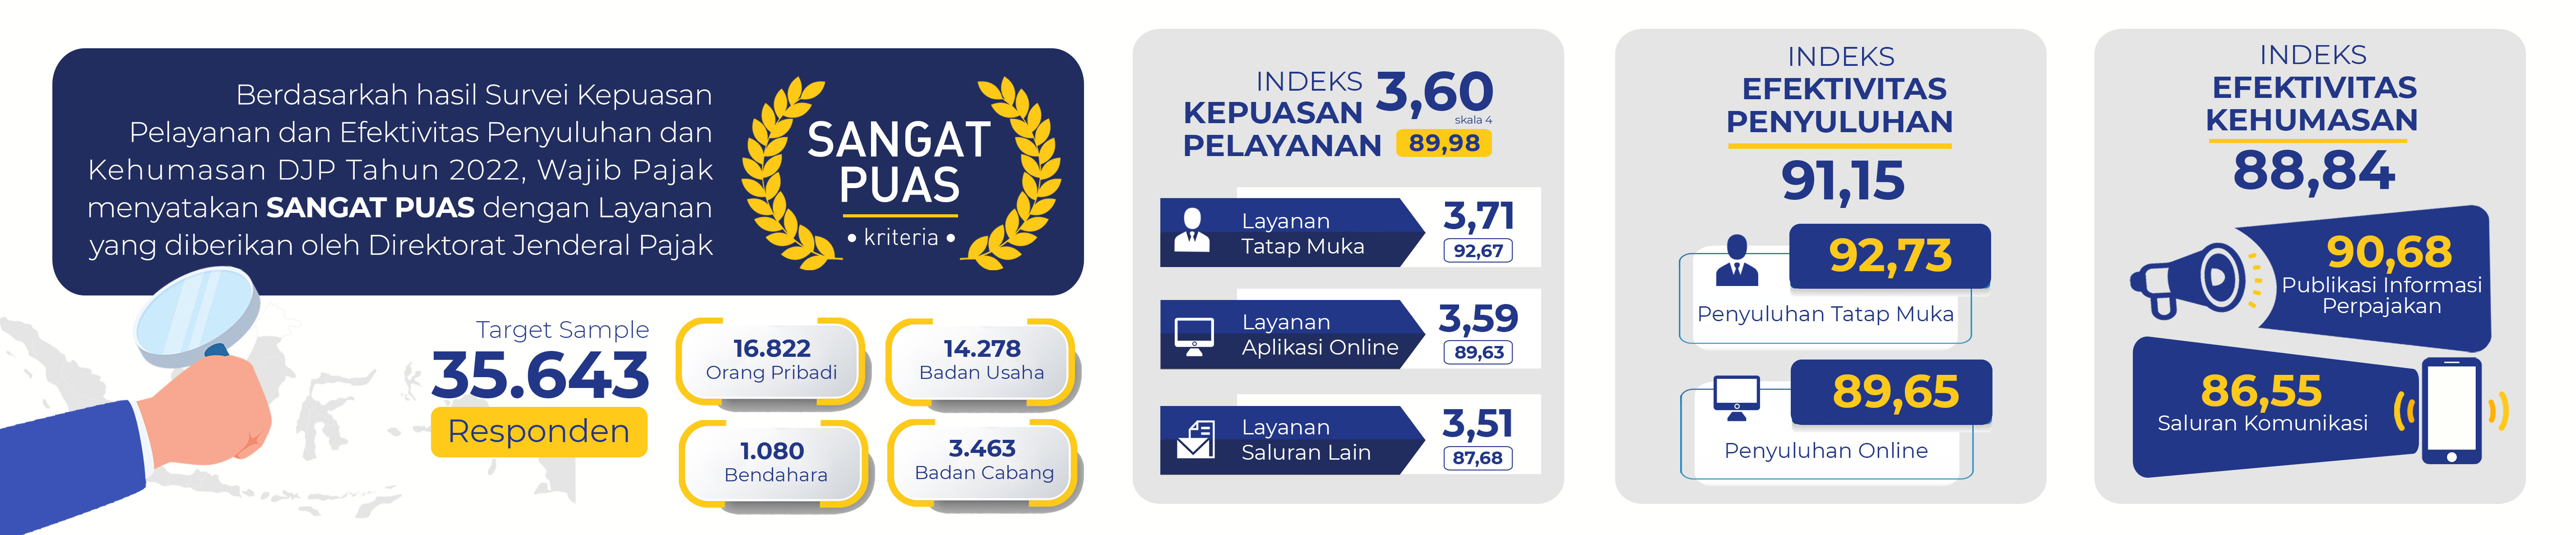 Berdasarkah hasil Survei Kepuasan
Pelayanan dan Efektivitas Penyuluhan dan
Kehumasan DJP Tahun 2022, Wajib Pajak
menyatakan SANGAT PUAS dengan Layanan
yang diberikan oleh Direktorat Jenderal Pajak
SANGAT
PUAS
• kriteria •
Target Sample
35.643
Responden
16.822
Orang Pribadi
14.278
Badan Usaha
1.080
Bendahara
3.463
Badan Cabang
INDEKS
KEPUASAN
PELAYANAN
3,60
skala 4
89,98
Layanan
Tatap Muka
3,71
92,67
Layanan
Aplikasi Online
3,59
89,63
Layanan
Saluran Lain
3,51
87,68
INDEKS
EFEKTIVITAS
PENYULUHAN
91,15
92,73
Penyuluhan Tatap Muka
89,65
Penyuluhan Online
INDEKS
EFEKTIVITAS
KEHUMASAN
88,84
90,68
Publikasi Informasi
Perpajakan
86,55
Saluran Komunikasi